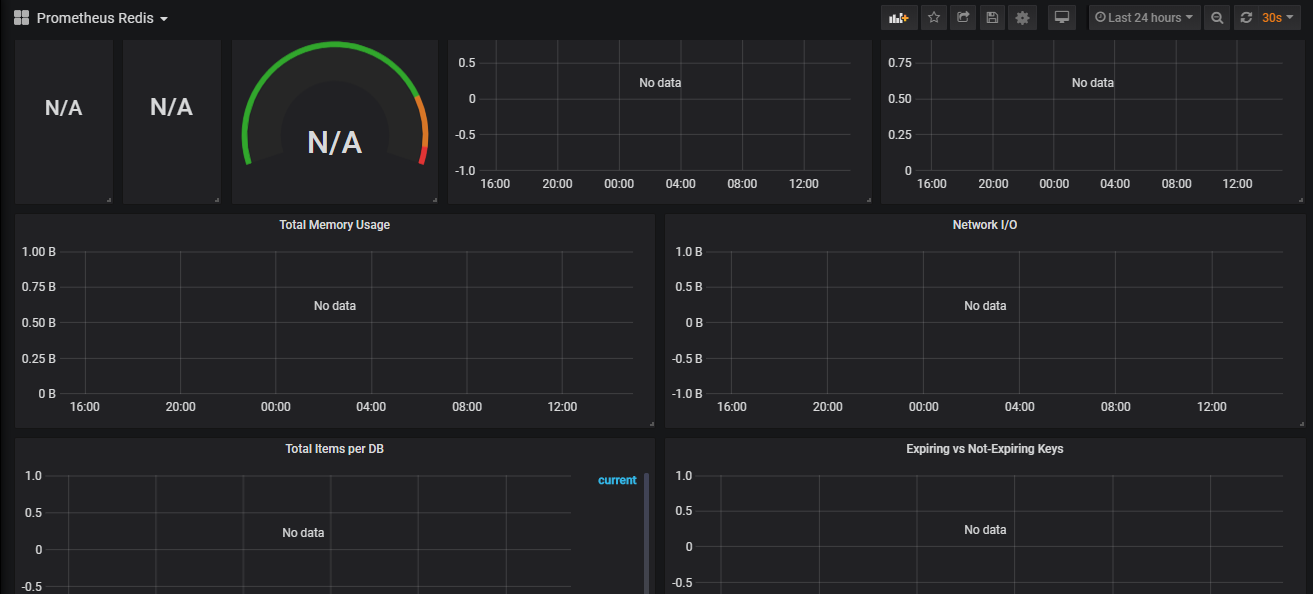 Prometheus Redis
Last 24 hours
30s
N/A
N/A
N/A
0.5
0
-0.5
-1.0
No data
16:00 20:00 00:00 04:00 08:00 12:00
0.75
0.50
0.25
0
No data
16:00 20:00 00:00 04:00 08:00 12:00
Total Memory Usage
1.00 B
0.75 B
0.50 B
0.25 B
0 B
No data
16:00 20:00 00:00 04:00 08:00 12:00
Network I/O
1.0 B
0.5 B
0 B
-0.5 B
-1.0 B
No data
16:00 20:00 00:00 04:00 08:00 12:00
Total Items per DB
1.0
0.5
0
-0.5
No data
current
Expiring vs Not-Expiring Keys
1.0
0.5
0
-0.5
No data